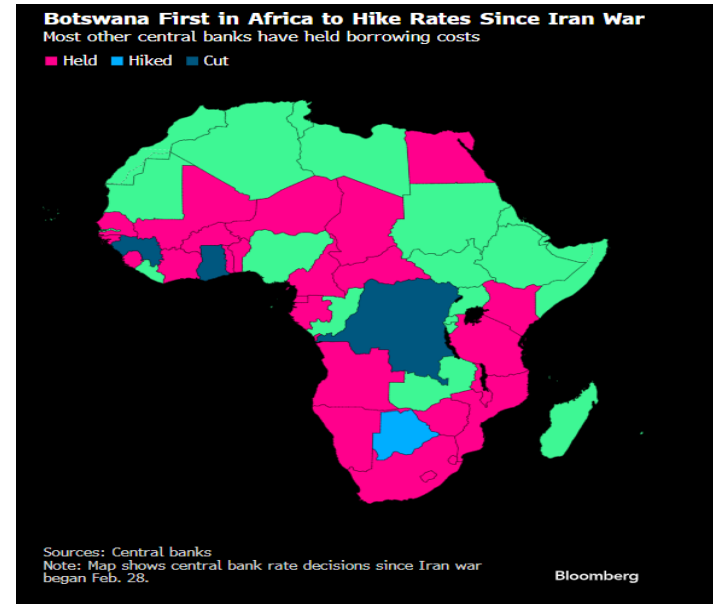 Botswana First in Africa to Hike Rates Since Iran War
Most other central banks have held borrowing costs
Held Hiked Cut
Sources: Central banks
Note: Map shows central bank rate decisions since Iran war
began Feb. 28.
Bloomberg